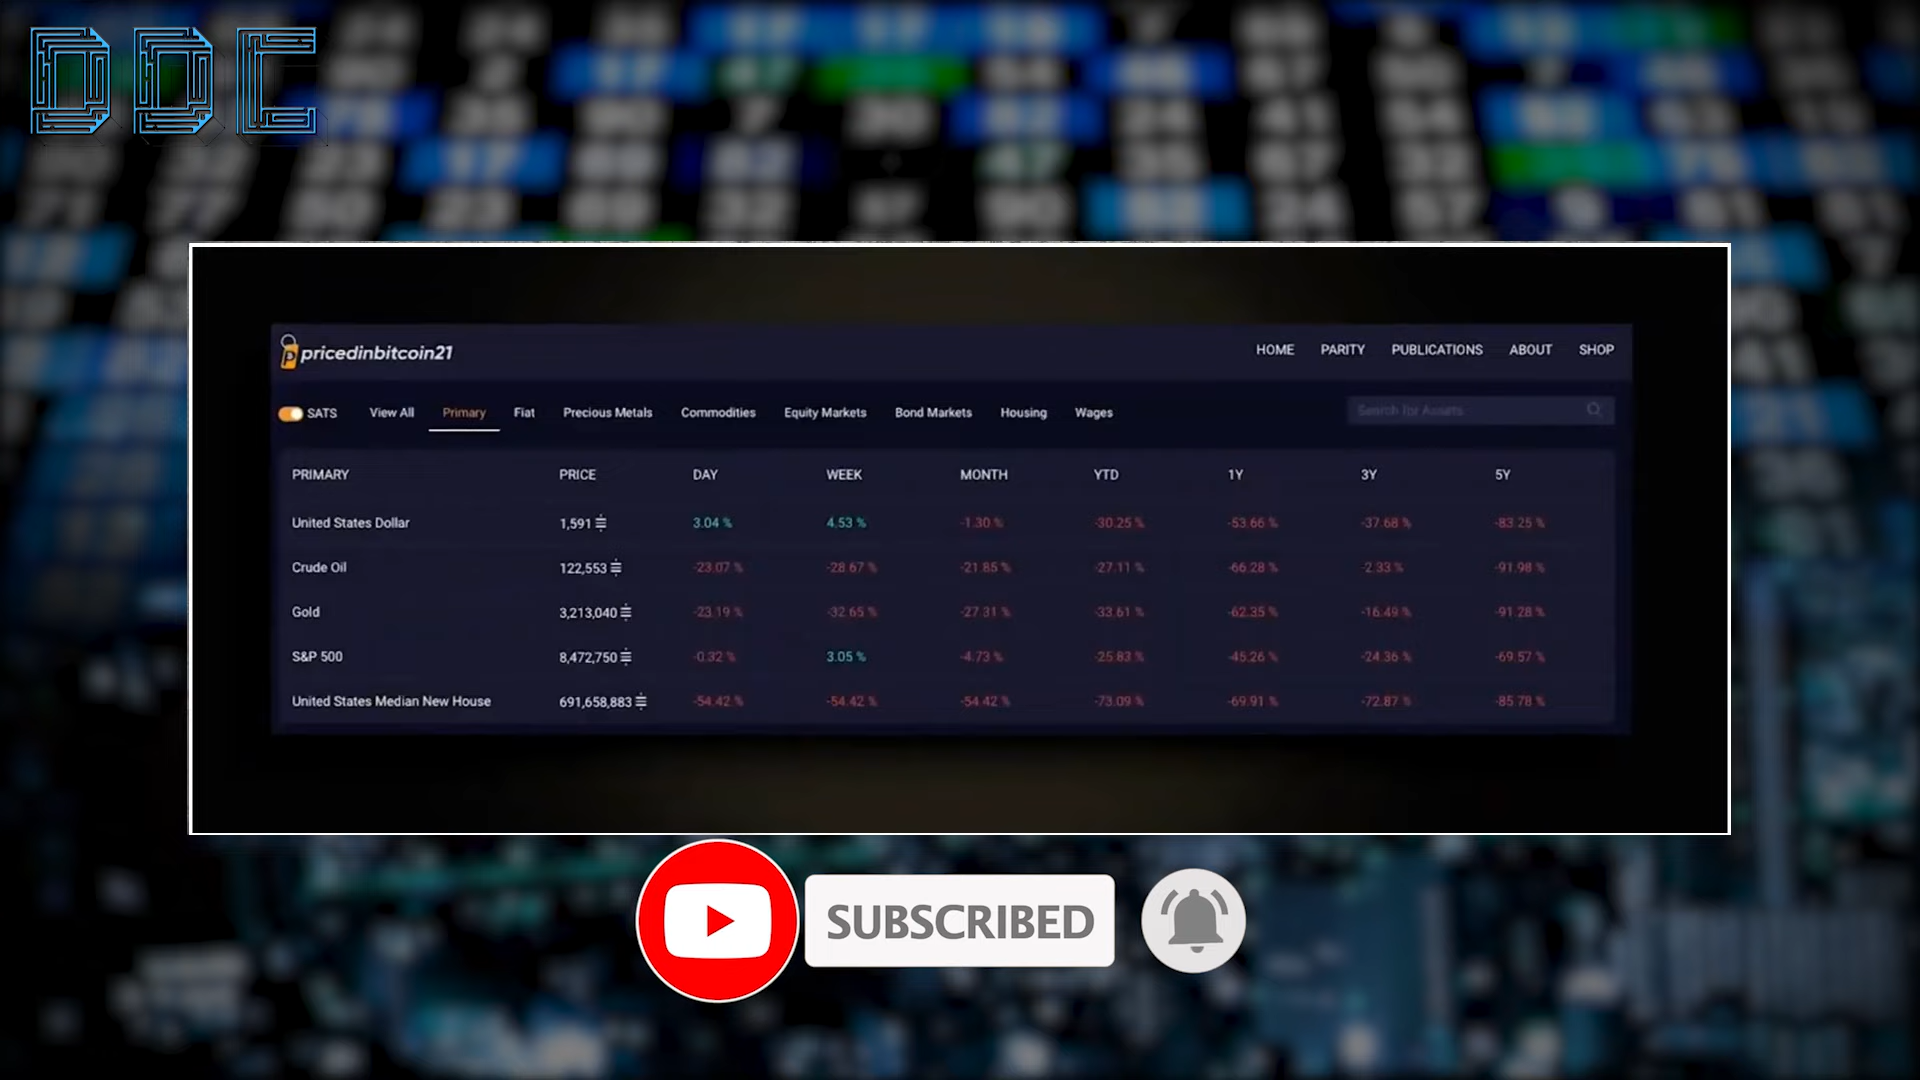 DDC
pricedinbitcoin21
HOME PARITY PUBLICATIONS ABOUT SHOP
SATS View All Primary Fiat Precious Metals Commodities Equity Markets Bond Markets Housing Wages Search for Assets
PRIMARY PRICE DAY WEEK MONTH YTD 1Y 3Y 5Y
United States Dollar 1,591 3.04 % 4.53 % -1.30 % -30.25 % -53.66 % -37.68 % -83.25 %
Crude Oil 122,553 -23.07 % -28.67 % -21.85 % -27.11 % -66.28 % -2.33 % -91.98 %
Gold 3,213,040 -23.19 % -32.65 % -27.31 % -33.61 % -62.35 % -16.49 % -91.28 %
S&P 500 8,472,750 -0.32 % 3.05 % -4.73 % -25.83 % -45.26 % -24.36 % -69.57 %
United States Median New House 691,658,883 -54.42 % -54.42 % -54.42 % -73.09 % -69.91 % -72.87 % -85.78 %
SUBSCRIBED